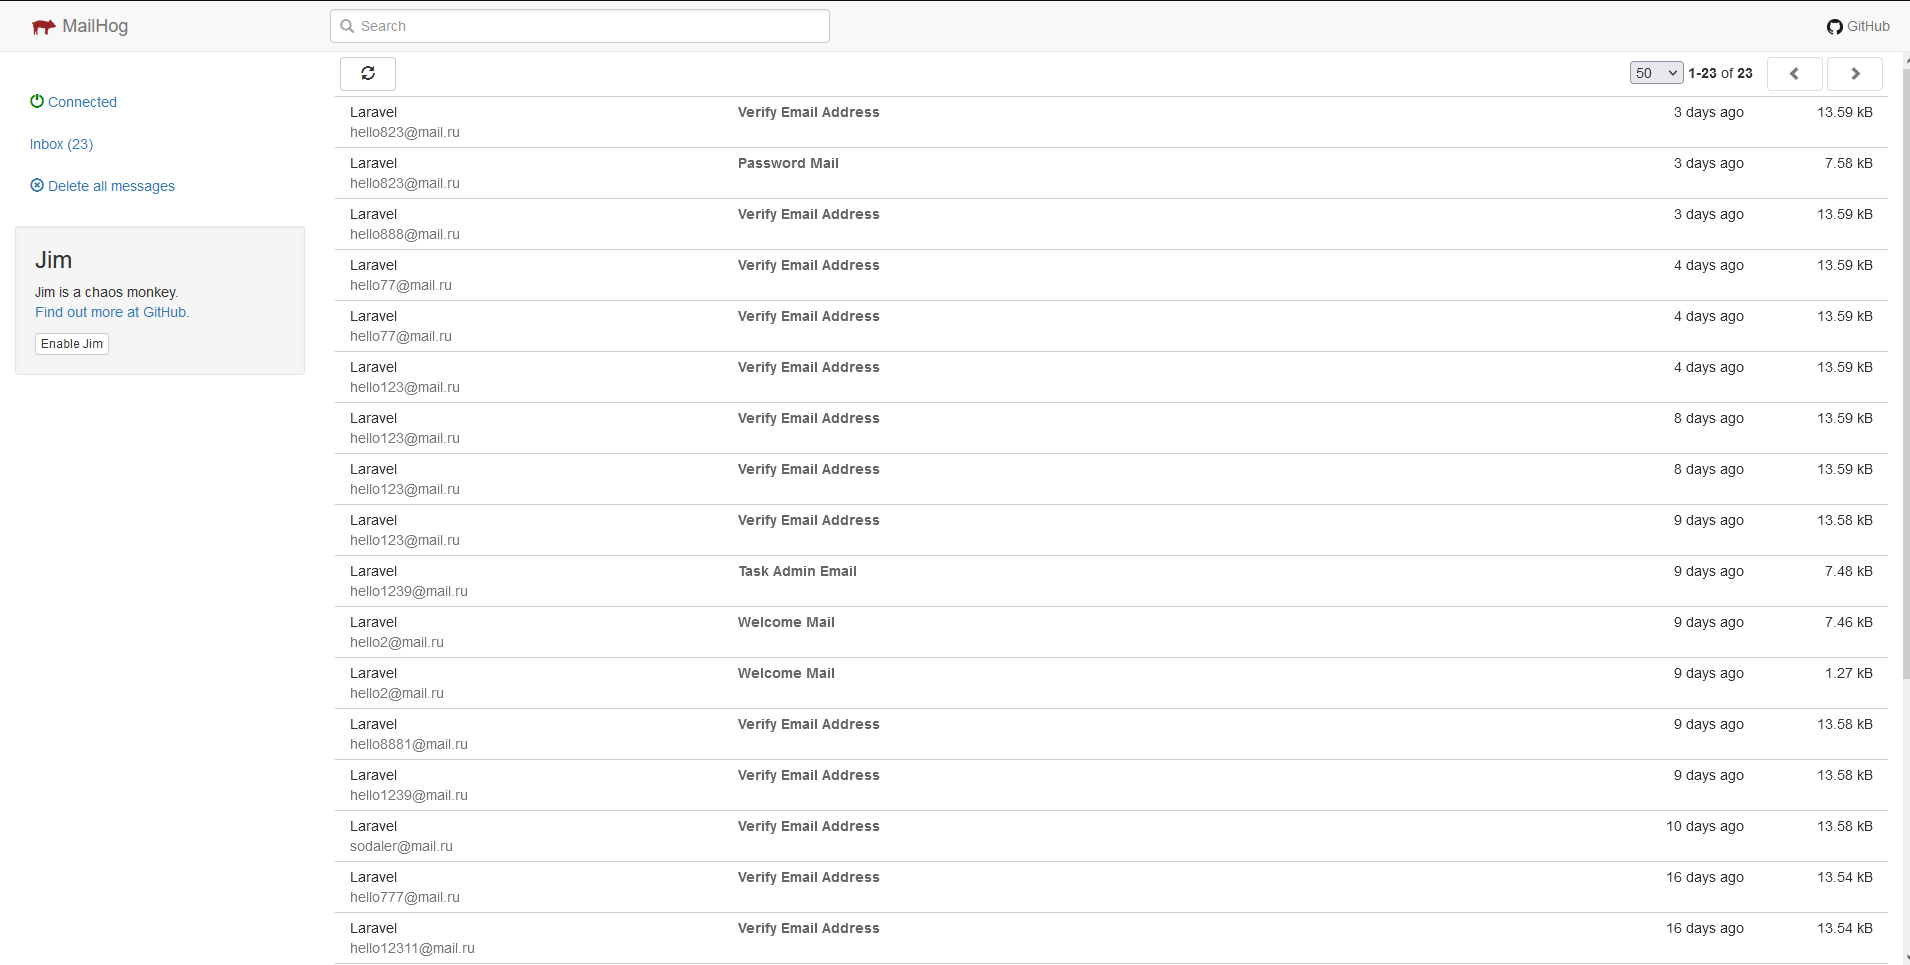 MailHog
Search
GitHub
Connected
Inbox (23)
Delete all messages
Jim
Jim is a chaos monkey.
Find out more at GitHub.
Enable Jim
50 1-23 of 23
Laravel Verify Email Address 3 days ago 13.59 kB
hello823@mail.ru
Laravel Password Mail 3 days ago 7.58 kB
hello823@mail.ru
Laravel Verify Email Address 3 days ago 13.59 kB
hello888@mail.ru
Laravel Verify Email Address 4 days ago 13.59 kB
hello77@mail.ru
Laravel Verify Email Address 4 days ago 13.59 kB
hello77@mail.ru
Laravel Verify Email Address 4 days ago 13.59 kB
hello123@mail.ru
Laravel Verify Email Address 8 days ago 13.59 kB
hello123@mail.ru
Laravel Verify Email Address 8 days ago 13.59 kB
hello123@mail.ru
Laravel Verify Email Address 9 days ago 13.58 kB
hello123@mail.ru
Laravel Task Admin Email 9 days ago 7.48 kB
hello1239@mail.ru
Laravel Welcome Mail 9 days ago 7.46 kB
hello2@mail.ru
Laravel Welcome Mail 9 days ago 1.27 kB
hello2@mail.ru
Laravel Verify Email Address 9 days ago 13.58 kB
hello8881@mail.ru
Laravel Verify Email Address 9 days ago 13.58 kB
hello1239@mail.ru
Laravel Verify Email Address 10 days ago 13.58 kB
sodaler@mail.ru
Laravel Verify Email Address 16 days ago 13.54 kB
hello777@mail.ru
Laravel Verify Email Address 16 days ago 13.54 kB
hello12311@mail.ru